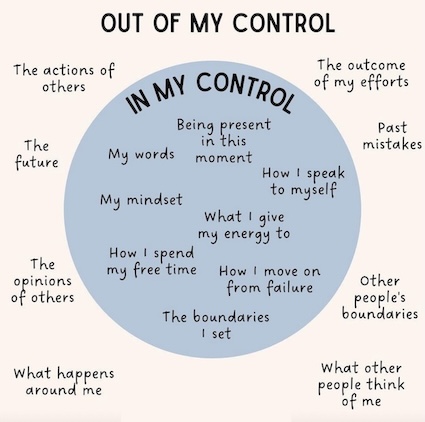 OUT OF MY CONTROL
The actions of
others
The outcome
of my efforts
IN MY CONTROL
Being present
in this
moment
Past
mistakes
The
future
My words
How I speak
to myself
My mindset
What I give
my energy to
How I spend
my free time
How I move on
from failure
The
opinions
of others
Other
people's
boundaries
The boundaries
I set
What happens
around me
What other
people think
of me